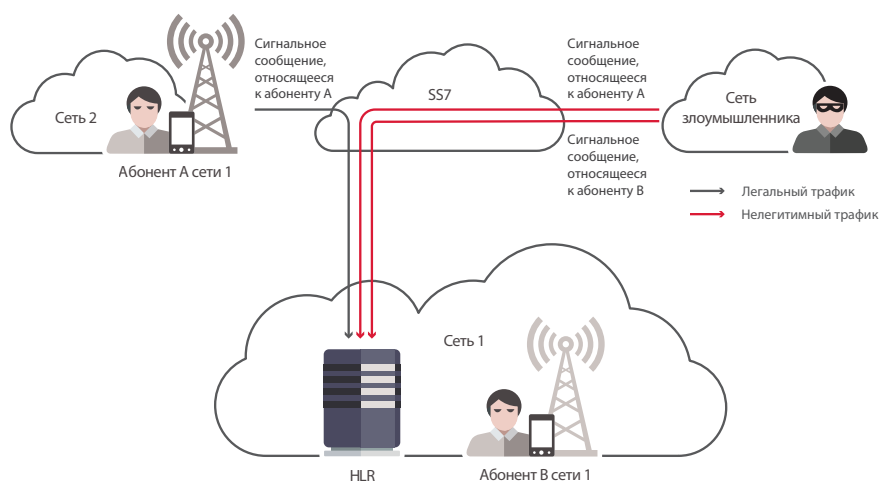 Сигнальное
сообщение,
относящееся
к абоненту А
Сеть 2
Абонент А сети 1
SS7
Сигнальное
сообщение,
относящееся
к абоненту А
Сигнальное
сообщение,
относящееся
к абоненту В
Сеть
злоумышленника
Легальный трафик
Нелегитимный трафик
Сеть 1
HLR
Абонент В сети 1